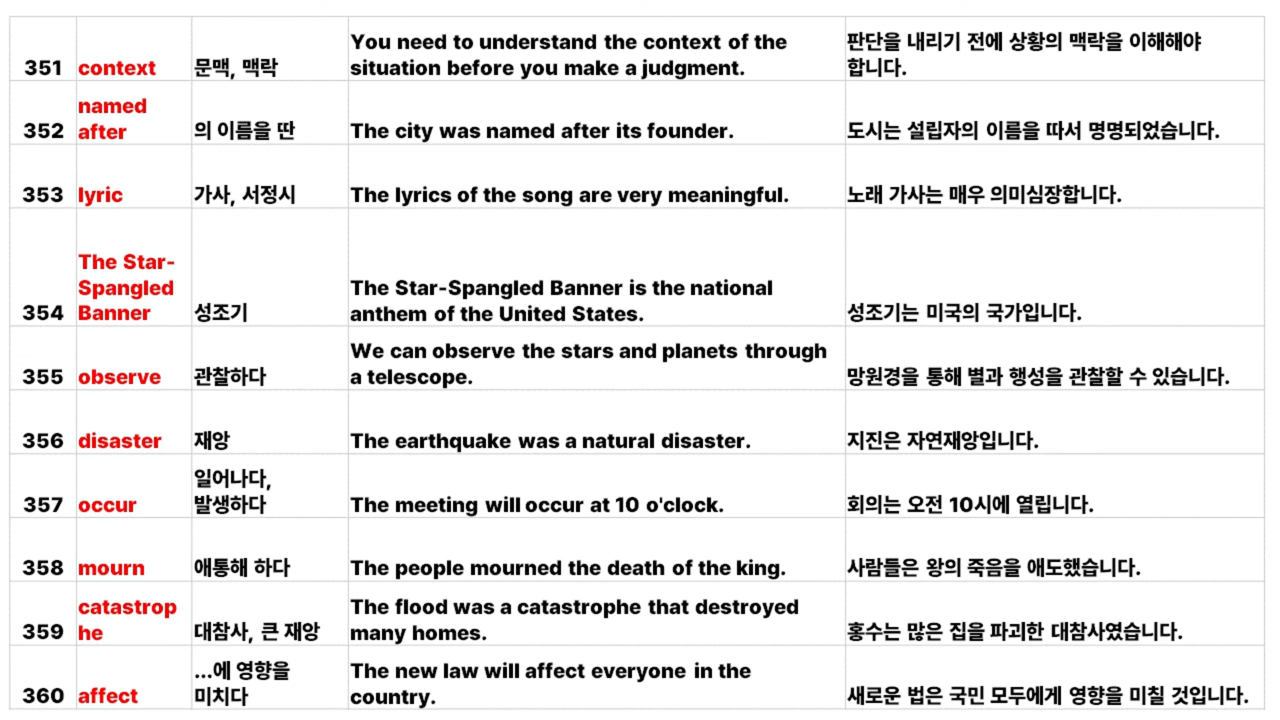 351 context 문맥, 맥락 You need to understand the context of the
situation before you make a judgment. 판단을 내리기 전에 상황의 맥락을 이해해야
합니다.
352 named
after 의 이름을 딴 The city was named after its founder. 도시는 설립자의 이름을 따서 명명되었습니다.
353 lyric 가사, 서정시 The lyrics of the song are very meaningful. 노래 가사는 매우 의미심장합니다.
354 The Star-
Spangled
Banner 성조기 The Star-Spangled Banner is the national
anthem of the United States. 성조기는 미국의 국가입니다.
355 observe 관찰하다 We can observe the stars and planets through
a telescope. 망원경을 통해 별과 행성을 관찰할 수 있습니다.
356 disaster 재앙 The earthquake was a natural disaster. 지진은 자연재앙입니다.
357 occur 일어나다,
발생하다 The meeting will occur at 10 o'clock. 회의는 오전 10시에 열립니다.
358 mourn 애통해 하다 The people mourned the death of the king. 사람들은 왕의 죽음을 애도했습니다.
359 catastrop
he 대참사, 큰 재앙 The flood was a catastrophe that destroyed
many homes. 홍수는 많은 집을 파괴한 대참사였습니다.
360 affect ...에 영향을
미치다 The new law will affect everyone in the
country. 새로운 법은 국민 모두에게 영향을 미칠 것입니다.